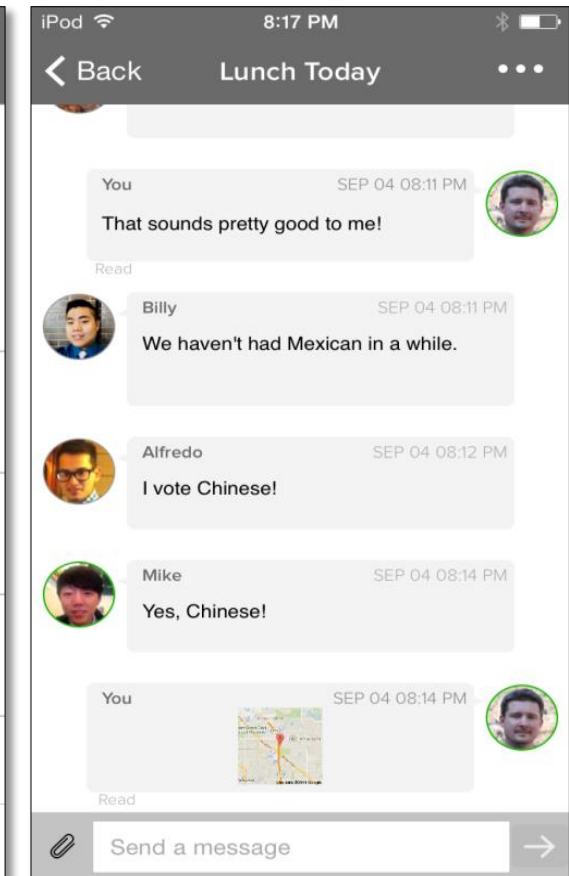 iPod 8:17 PM
Back Lunch Today
You SEP 04 08:11 PM
That sounds pretty good to me!
Read
Billy SEP 04 08:11 PM
We haven't had Mexican in a while.
Alfredo SEP 04 08:12 PM
I vote Chinese!
Mike SEP 04 08:14 PM
Yes, Chinese!
You SEP 04 08:14 PM
Read
Send a message